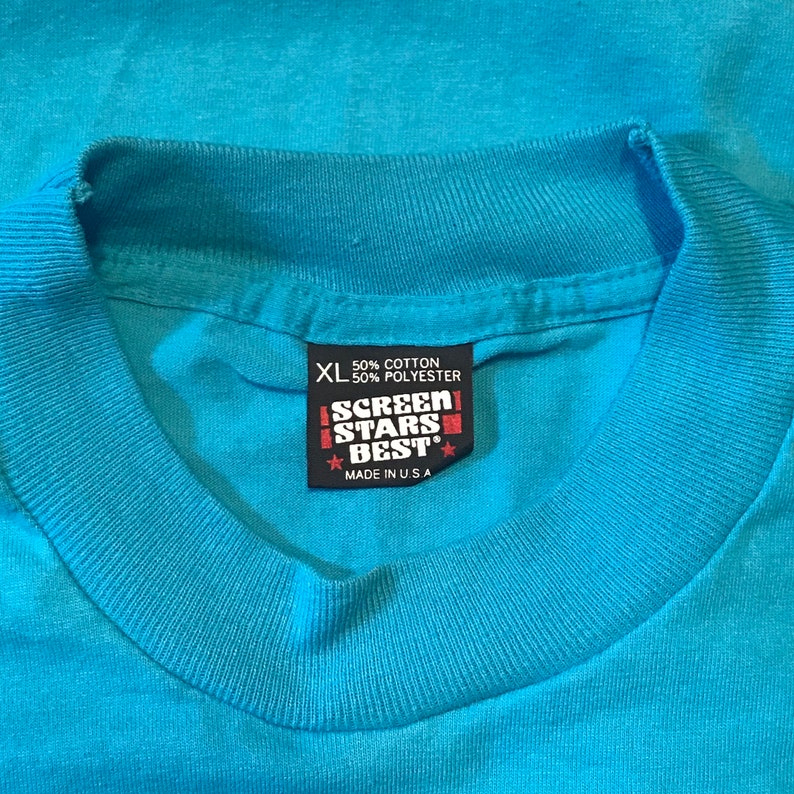 XL 50% COTTON
50% POLYESTER
SCREEN
STARS
BEST®
MADE IN U.S.A